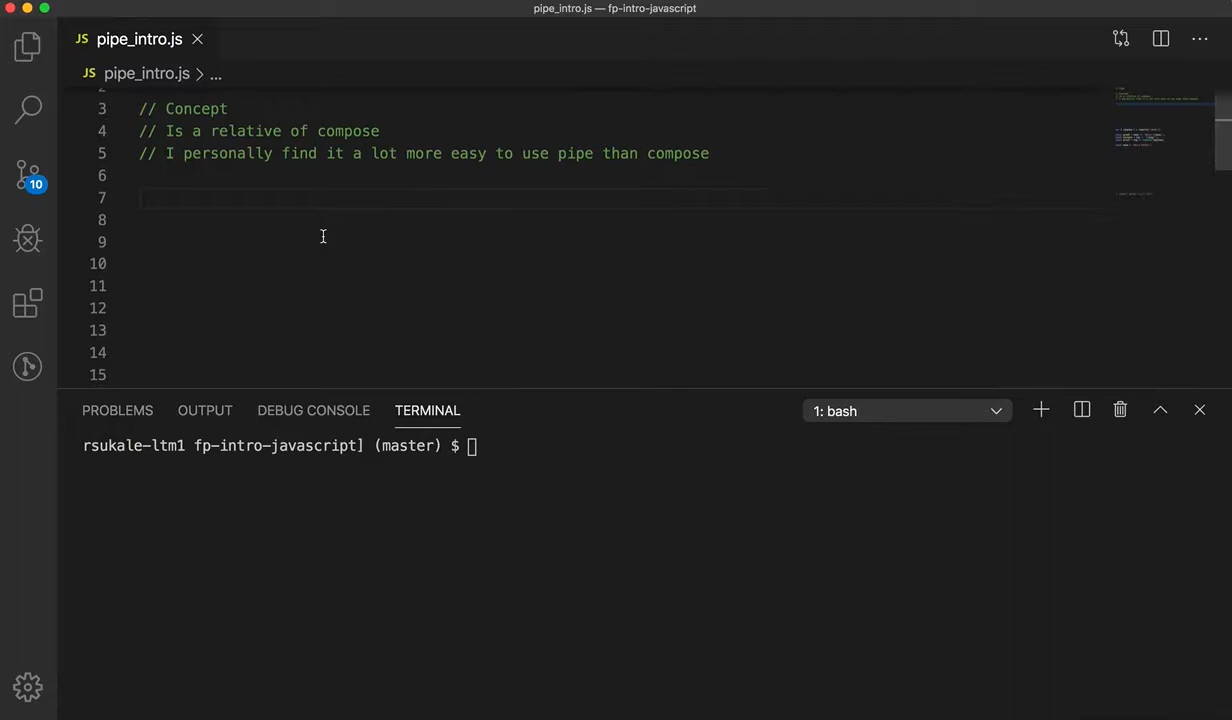 pipe_intro.js — fp-intro-javascript
JS pipe_intro.js
JS pipe_intro.js > ...
2
3 // Concept
4 // Is a relative of compose
5 // I personally find it a lot more easy to use pipe than compose
6
7
8
9
10
11
12
13
14
15
10
PROBLEMS OUTPUT DEBUG CONSOLE TERMINAL 1: bash
rsukale-ltm1 fp-intro-javascript] (master) $